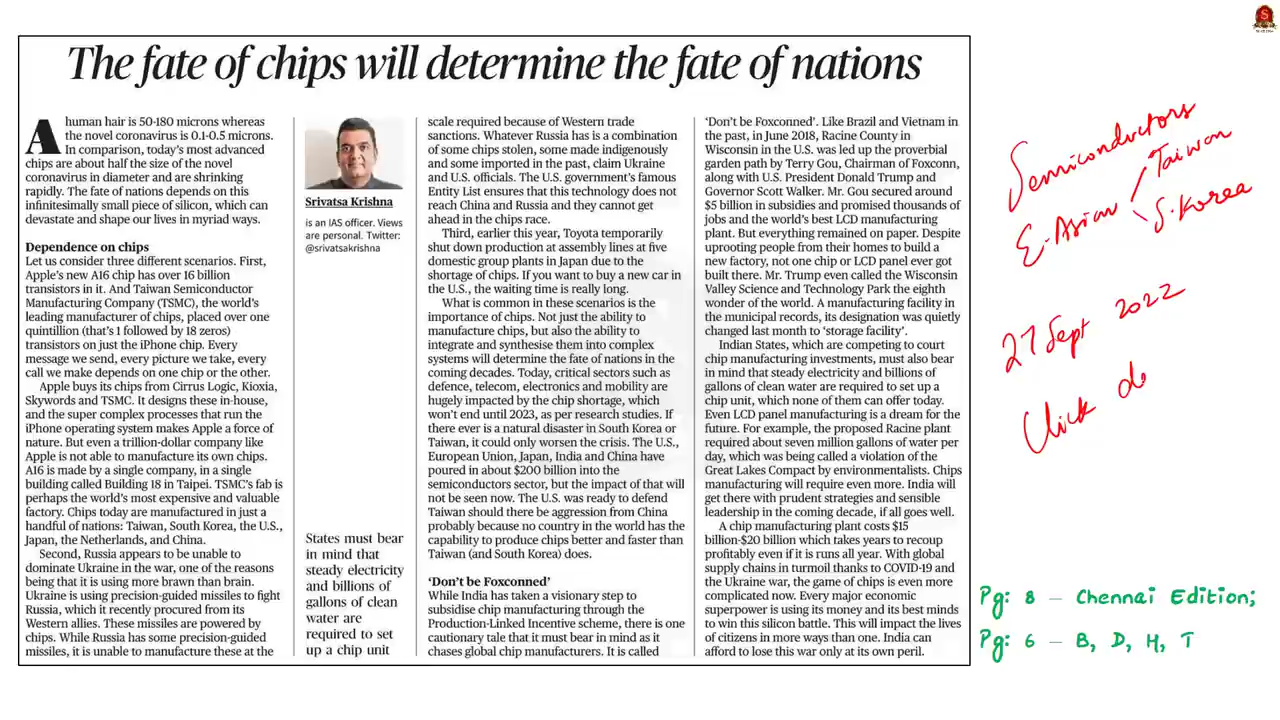 The fate of chips will determine the fate of nations
A human hair is 50-180 microns whereas
the novel coronavirus is 0.1-0.5 microns.
In comparison, today's most advanced
chips are about half the size of the novel
coronavirus in diameter and are shrinking
rapidly. The fate of nations depends on this
infinitesimally small piece of silicon, which can
devastate and shape our lives in myriad ways.
Dependence on chips
Let us consider three different scenarios. First,
Apple's new A16 chip has over 16 billion
transistors in it. And Taiwan Semiconductor
Manufacturing Company (TSMC), the world's
leading manufacturer of chips, placed over one
quintillion (that's 1 followed by 18 zeros)
transistors on just the iPhone chip. Every
message we send, every picture we take, every
call we make depends on one chip or the other.
Apple buys its chips from Cirrus Logic, Kioxia,
Skywords and TSMC. It designs these in-house,
and the super complex processes that run the
iPhone operating system makes Apple a force of
nature. But even a trillion-dollar company like
Apple is not able to manufacture its own chips.
A16 is made by a single company, in a single
building called Building 18 in Taipei. TSMC's fab is
perhaps the world's most expensive and valuable
factory. Chips today are manufactured in just a
handful of nations: Taiwan, South Korea, the U.S.,
Japan, the Netherlands, and China.
Second, Russia appears to be unable to
dominate Ukraine in the war, one of the reasons
being that it is using more brawn than brain.
Ukraine is using precision-guided missiles to fight
Russia, which it recently procured from its
Western allies. These missiles are powered by
chips. While Russia has some precision-guided
missiles, it is unable to manufacture these at the
Srivatsa Krishna
is an IAS officer. Views
are personal. Twitter:
@srivatsakrishna
States must bear
in mind that
steady electricity
and billions of
gallons of clean
water are
required to set
up a chip unit
scale required because of Western trade
sanctions. Whatever Russia has is a combination
of some chips stolen, some made indigenously
and some imported in the past, claim Ukraine
and U.S. officials. The U.S. government's famous
Entity List ensures that this technology does not
reach China and Russia and they cannot get
ahead in the chips race.
Third, earlier this year, Toyota temporarily
shut down production at assembly lines at five
domestic group plants in Japan due to the
shortage of chips. If you want to buy a new car in
the U.S., the waiting time is really long.
What is common in these scenarios is the
importance of chips. Not just the ability to
manufacture chips, but also the ability to
integrate and synthesise them into complex
systems will determine the fate of nations in the
coming decades. Today, critical sectors such as
defence, telecom, electronics and mobility are
hugely impacted by the chip shortage, which
won't end until 2023, as per research studies. If
there ever is a natural disaster in South Korea or
Taiwan, it could only worsen the crisis. The U.S.,
European Union, Japan, India and China have
poured in about $200 billion into the
semiconductors sector, but the impact of that will
not be seen now. The U.S. was ready to defend
Taiwan should there be aggression from China
probably because no country in the world has the
capability to produce chips better and faster than
Taiwan (and South Korea) does.
'Don't be Foxconned'
While India has taken a visionary step to
subsidise chip manufacturing through the
Production-Linked Incentive scheme, there is one
cautionary tale that it must bear in mind as it
chases global chip manufacturers. It is called
'Don't be Foxconned'. Like Brazil and Vietnam in
the past, in June 2018, Racine County in
Wisconsin in the U.S. was led up the proverbial
garden path by Terry Gou, Chairman of Foxconn,
along with U.S. President Donald Trump and
Governor Scott Walker. Mr. Gou secured around
$5 billion in subsidies and promised thousands of
jobs and the world's best LCD manufacturing
plant. But everything remained on paper. Despite
uprooting people from their homes to build a
new factory, not one chip or LCD panel ever got
built there. Mr. Trump even called the Wisconsin
Valley Science and Technology Park the eighth
wonder of the world. A manufacturing facility in
the municipal records, its designation was quietly
changed last month to 'storage facility'.
Indian States, which are competing to court
chip manufacturing investments, must also bear
in mind that steady electricity and billions of
gallons of clean water are required to set up a
chip unit, which none of them can offer today.
Even LCD panel manufacturing is a dream for the
future. For example, the proposed Racine plant
required about seven million gallons of water per
day, which was being called a violation of the
Great Lakes Compact by environmentalists. Chips
manufacturing will require even more. India will
get there with prudent strategies and sensible
leadership in the coming decade, if all goes well.
A chip manufacturing plant costs $15
billion-$20 billion which takes years to recoup
profitably even if it is runs all year. With global
supply chains in turmoil thanks to COVID-19 and
the Ukraine war, the game of chips is even more
complicated now. Every major economic
superpower is using its money and its best minds
to win this silicon battle. This will impact the lives
of citizens in more ways than one. India can
afford to lose this war only at its own peril.
Semiconductors
E-Asian
Taiwan
S.Korea
27 Sept 2022
Click de
Pg: 8 - Chennai Edition;
Pg: 6 - B, D, H, T